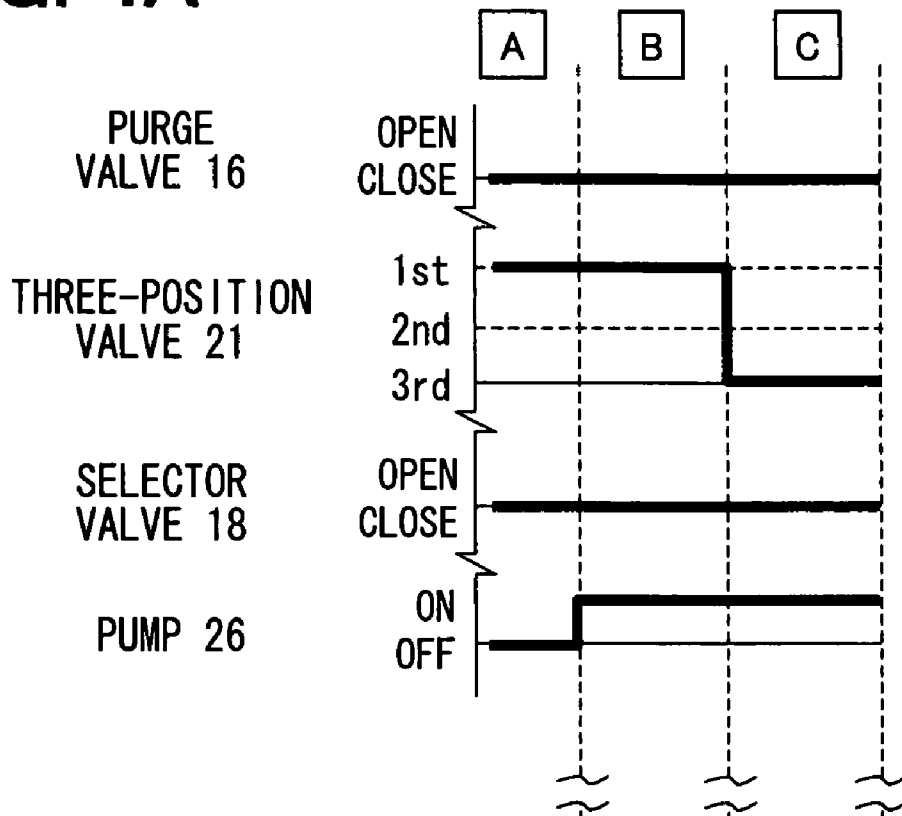 A B C
PURGE
VALVE 16
OPEN
CLOSE
THREE-POSITION
VALVE 21
1st
2nd
3rd
SELECTOR
VALVE 18
OPEN
CLOSE
PUMP 26
ON
OFF